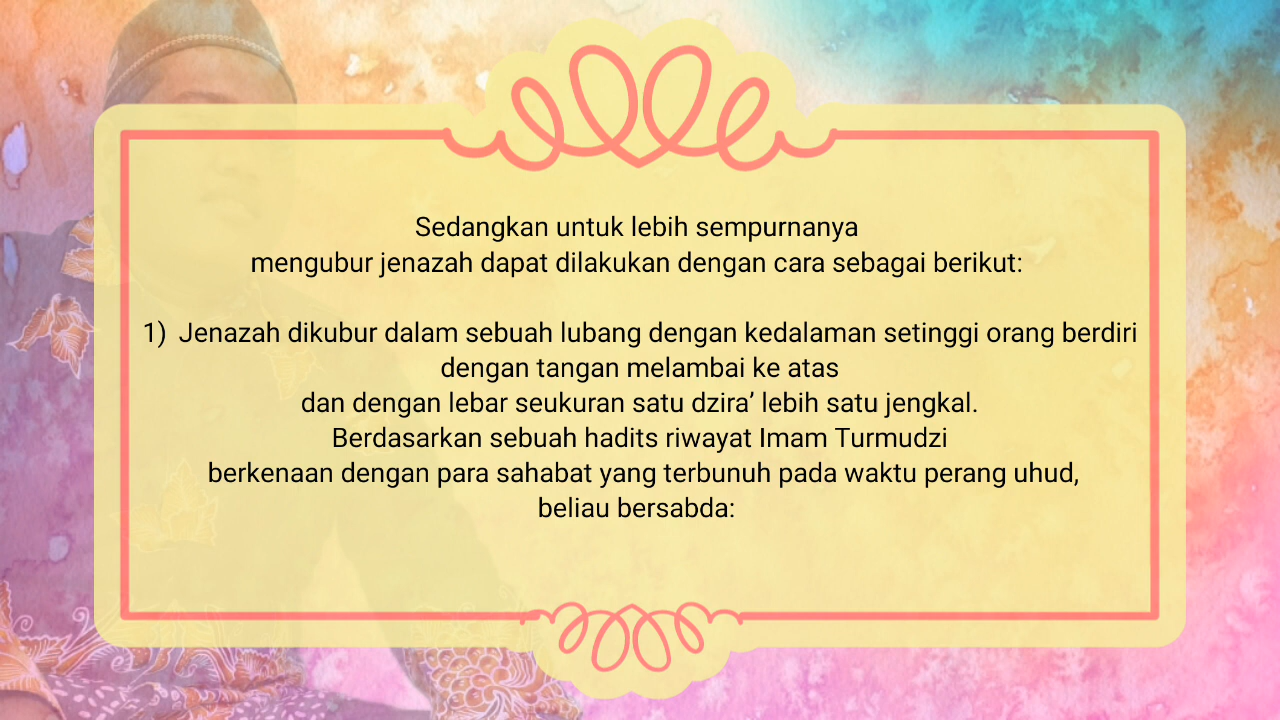 Sedangkan untuk lebih sempurnanya
mengubur jenazah dapat dilakukan dengan cara sebagai berikut:
1) Jenazah dikubur dalam sebuah lubang dengan kedalaman setinggi orang berdiri
dengan tangan melambai ke atas
dan dengan lebar seukuran satu dzira’ lebih satu jengkal.
Berdasarkan sebuah hadits riwayat Imam Turmudzi
berkenaan dengan para sahabat yang terbunuh pada waktu perang uhud,
beliau bersabda: